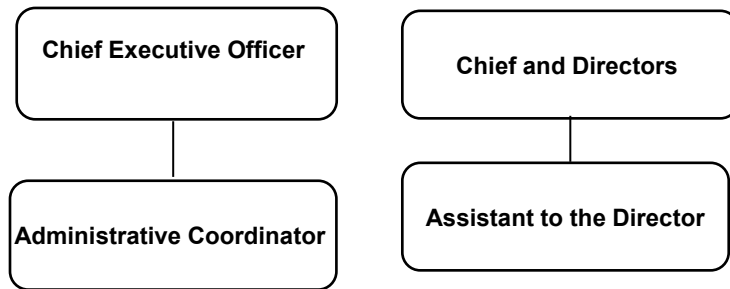 Chief Executive Officer
Chief and Directors
Administrative Coordinator
Assistant to the Director